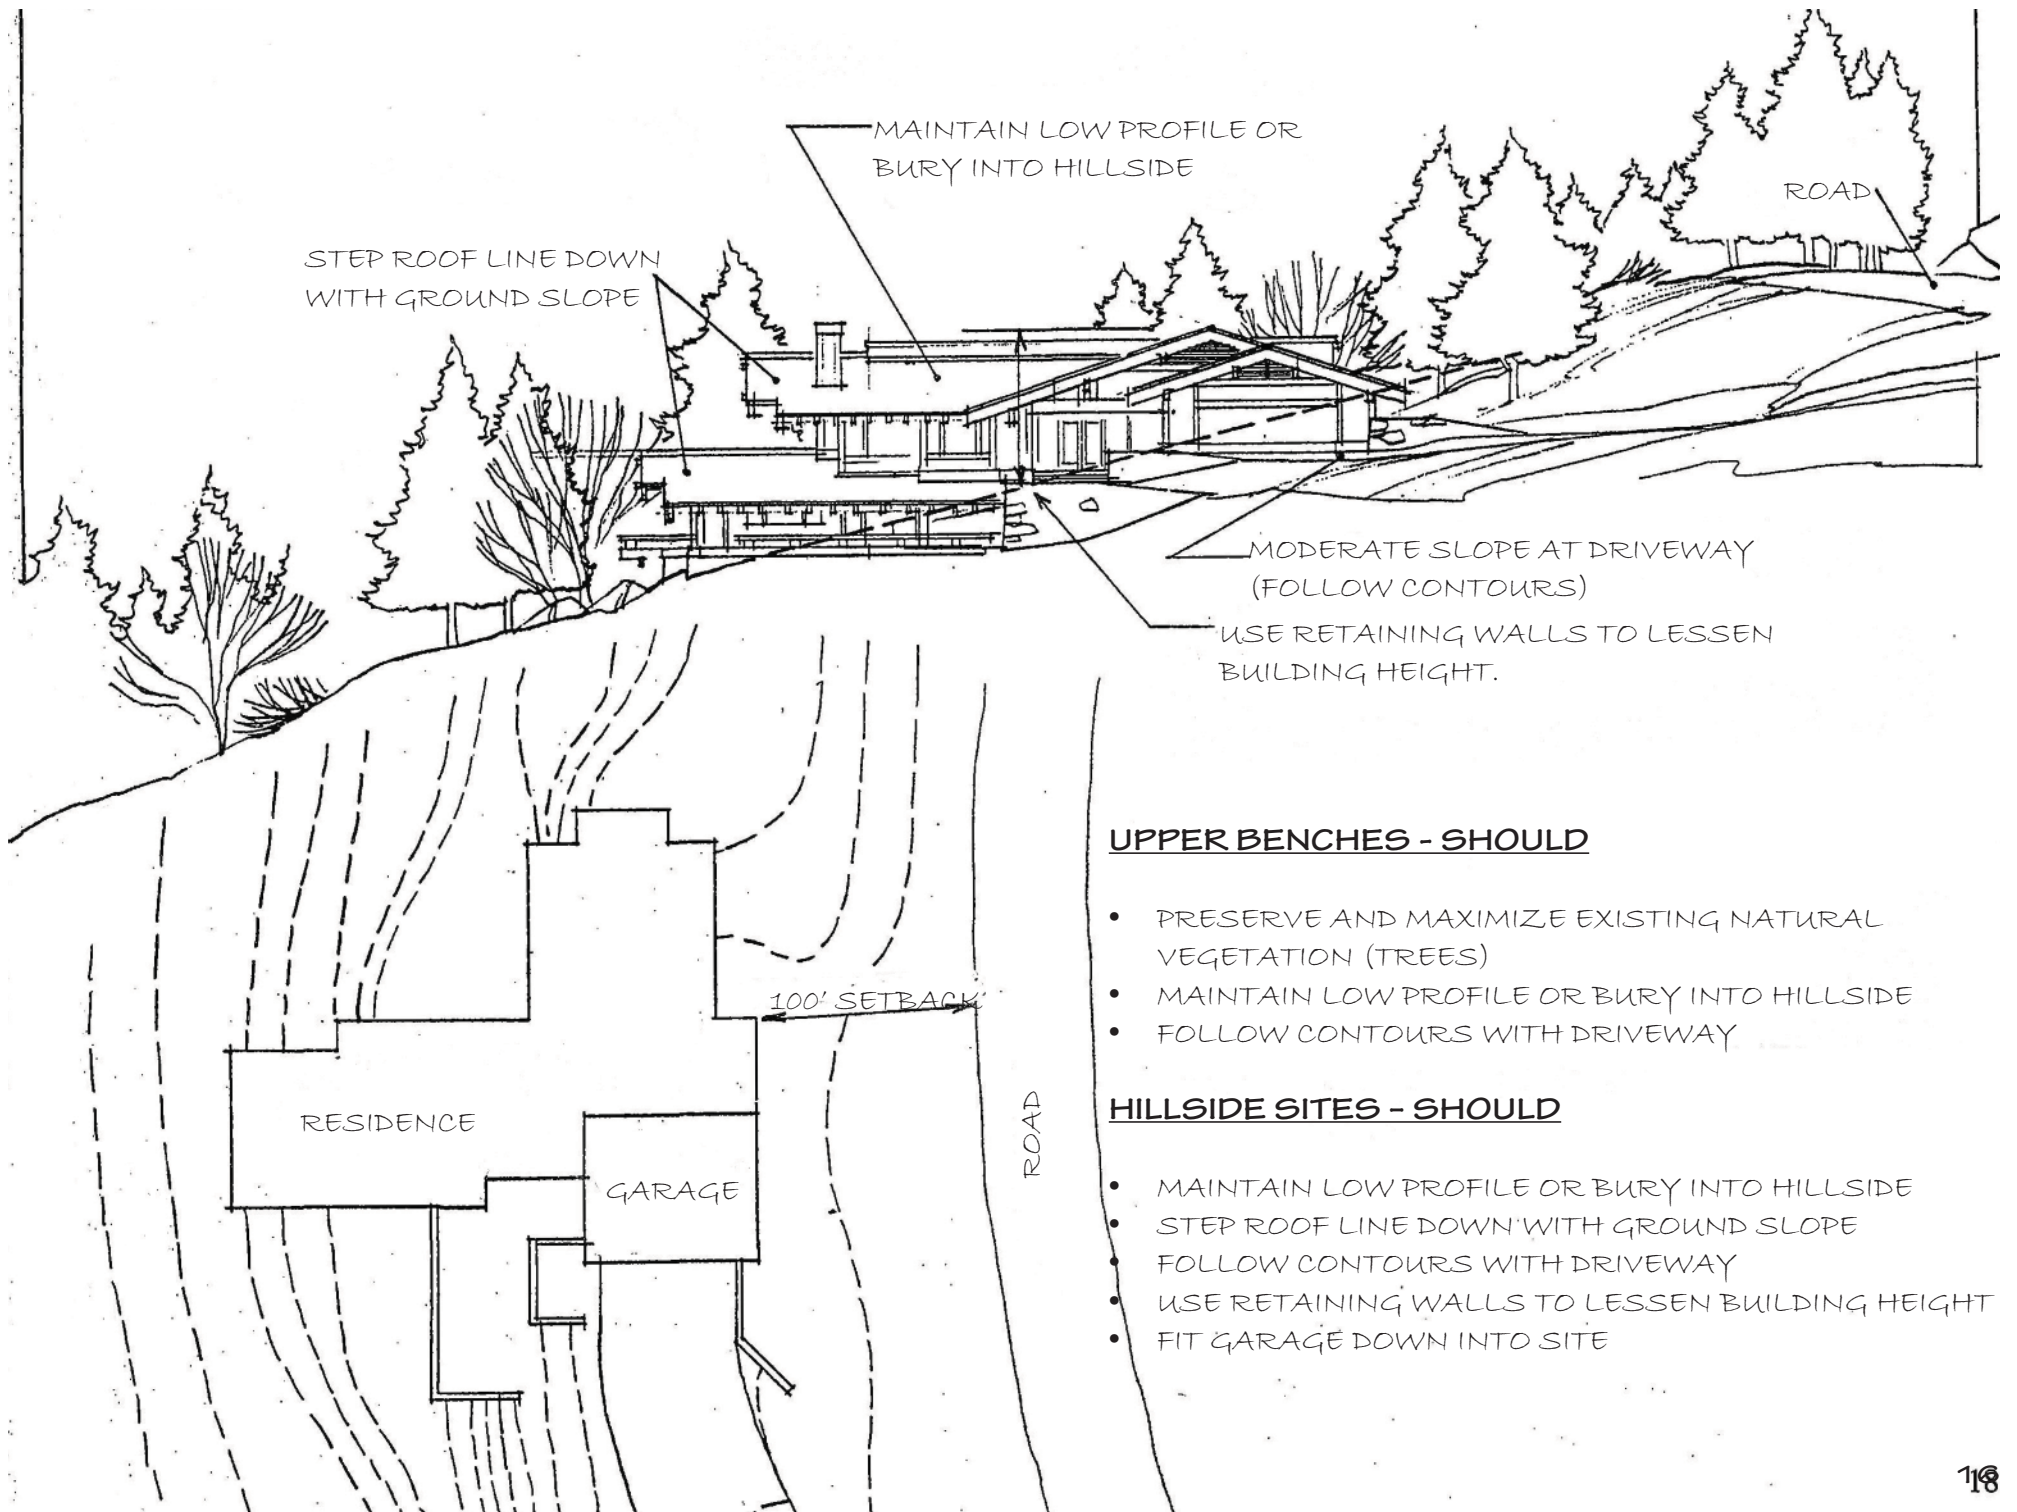 MAINTAIN LOW PROFILE OR
BURY INTO HILLSIDE
ROAD
STEP ROOF LINE DOWN
WITH GROUND SLOPE
MODERATE SLOPE AT DRIVEWAY
(FOLLOW CONTOURS)
USE RETAINING WALLS TO LESSEN
BUILDING HEIGHT.
UPPER BENCHES - SHOULD
• PRESERVE AND MAXIMIZE EXISTING NATURAL
VEGETATION (TREES)
• MAINTAIN LOW PROFILE OR BURY INTO HILLSIDE
• FOLLOW CONTOURS WITH DRIVEWAY
100' SETBACK
RESIDENCE
GARAGE
ROAD
HILLSIDE SITES - SHOULD
• MAINTAIN LOW PROFILE OR BURY INTO HILLSIDE
• STEP ROOF LINE DOWN WITH GROUND SLOPE
• FOLLOW CONTOURS WITH DRIVEWAY
• USE RETAINING WALLS TO LESSEN BUILDING HEIGHT
• FIT GARAGE DOWN INTO SITE